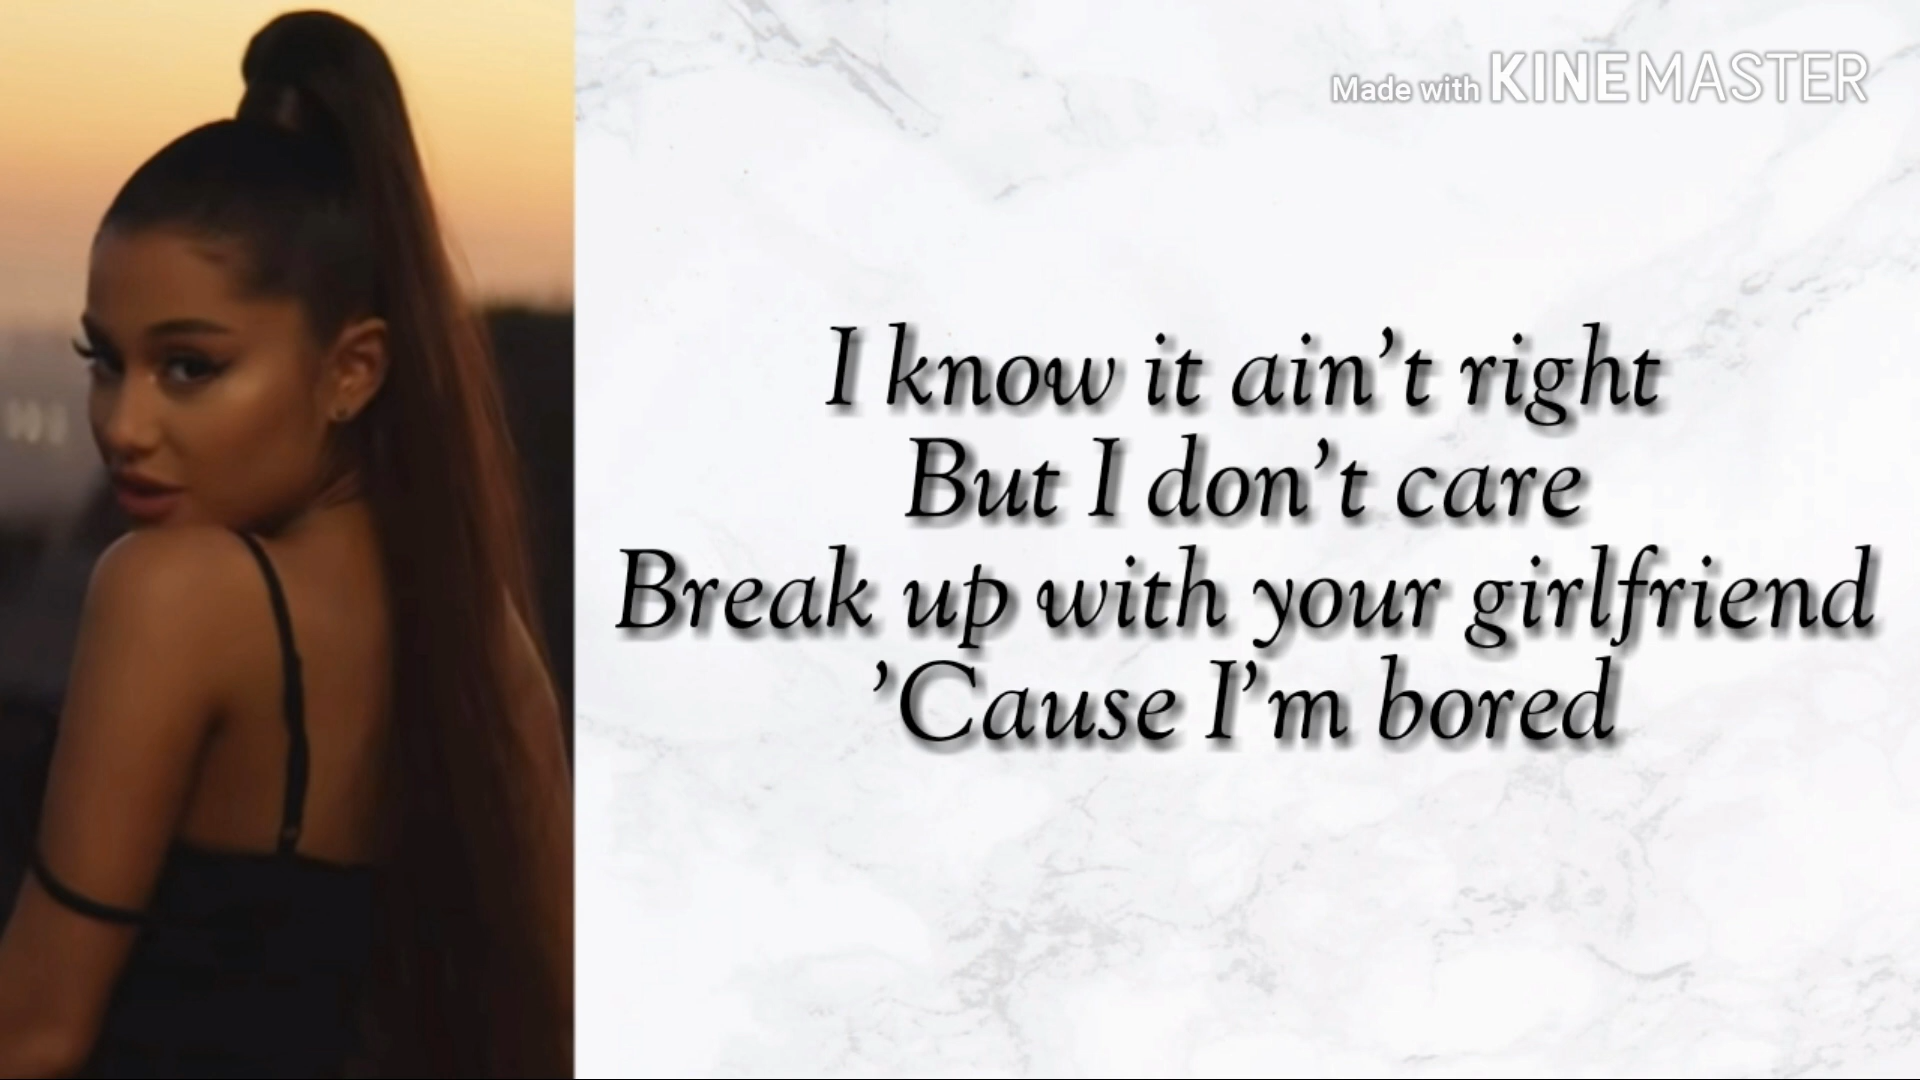 Made with KINEMASTER
I know it ain't right
But I don't care
Break up with your girlfriend
'Cause I'm bored